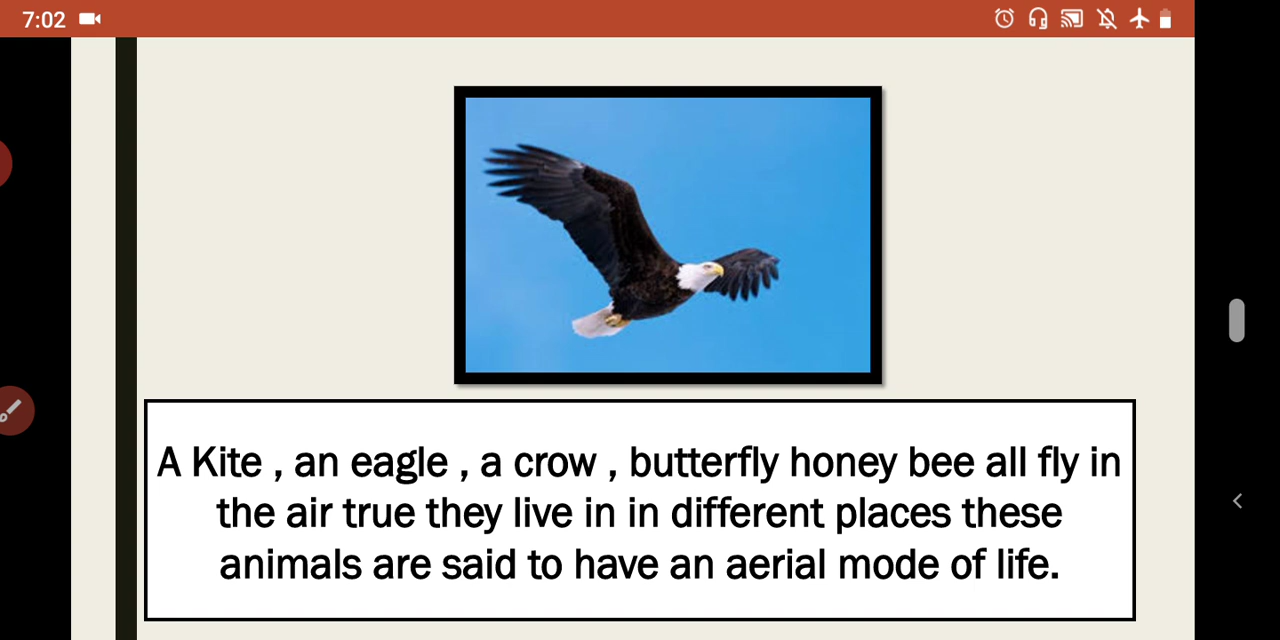 7:02
A Kite , an eagle , a crow , butterfly honey bee all fly in
the air true they live in in different places these
animals are said to have an aerial mode of life.